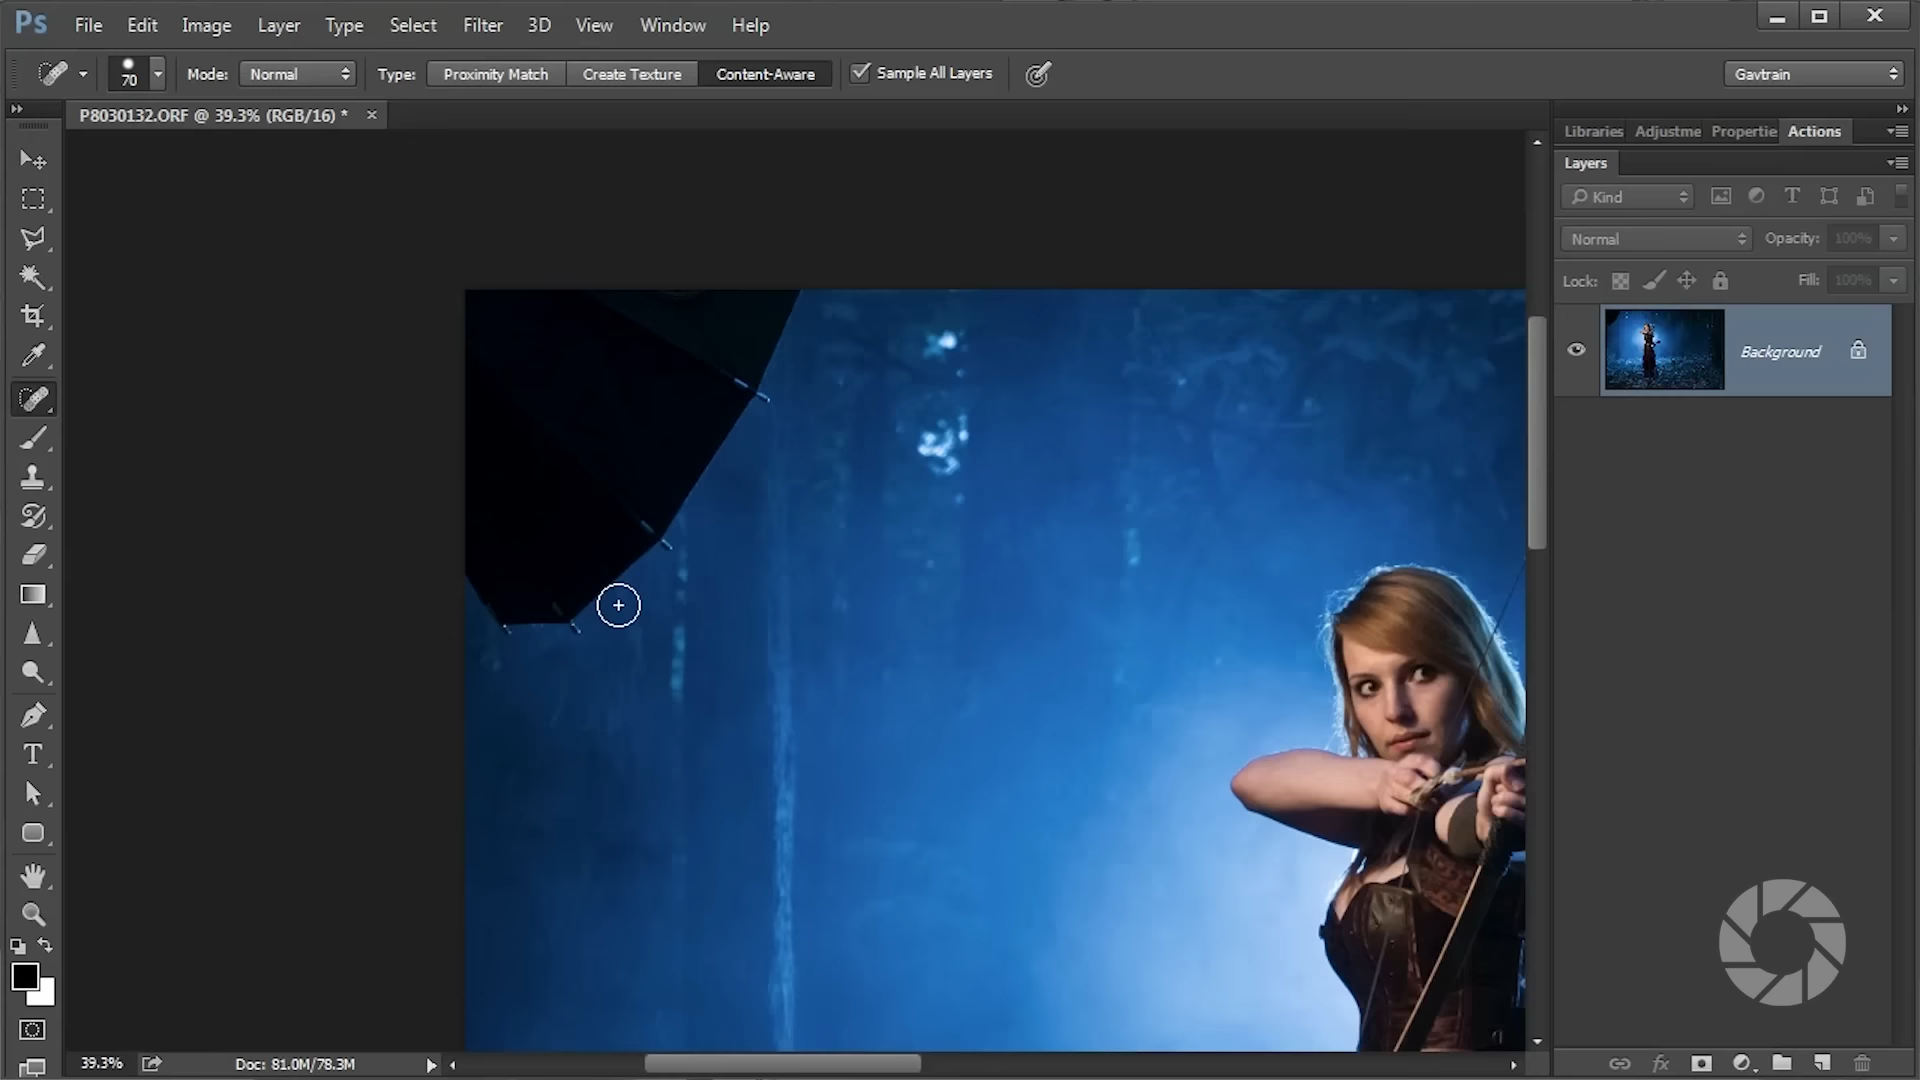 Ps File Edit Image Layer Type Select Filter 3D View Window Help
70 Mode: Normal Type: Proximity Match Create Texture Content-Aware Sample All Layers Gavtrain
P8030132.ORF @ 39.3% (RGB/16) *
Libraries Adjustme Propertie Actions
Layers
Kind
Normal Opacity: 100%
Lock: Fill: 100%
Background
39.3% Doc: 81.0M/78.3M